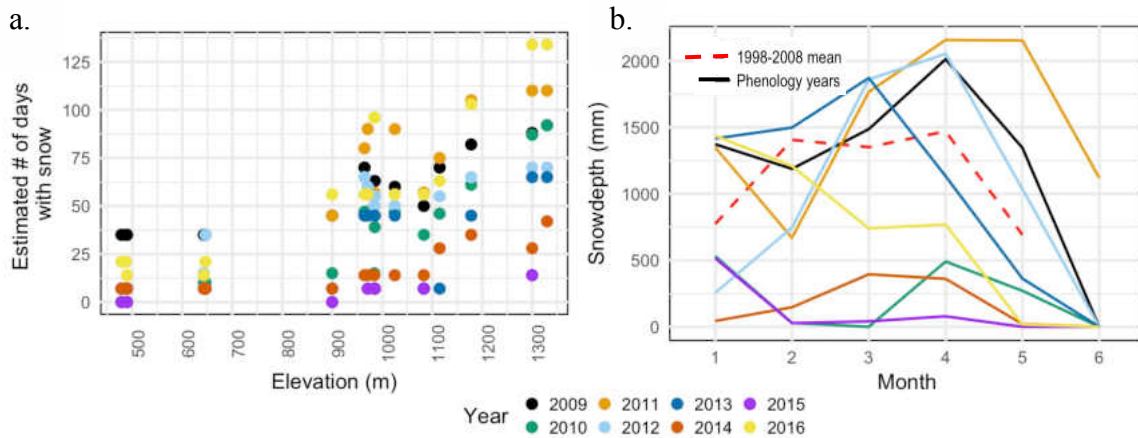 a.
Estimated # of days
with snow
125
100
75
50
25
0
500
600
700
800
900
1000
1100
1200
1300
Elevation (m)
b.
Snowdepth (mm)
2000
1500
1000
500
0
1998-2008 mean
Phenology years
1 2 3 4 5 6
Month
Year
2009 2011 2013 2015
2010 2012 2014 2016